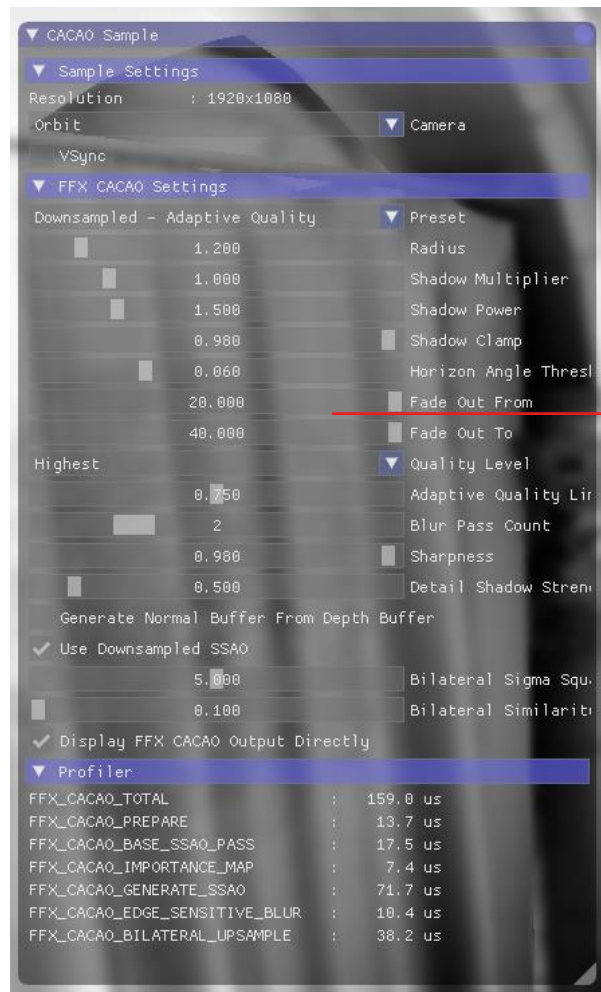 CACAO Sample
Sample Settings
Resolution : 1920x1080
Orbit Camera
VSync
FFX CACAO Settings
Downsampled - Adaptive Quality Preset
1.200 Radius
1.000 Shadow Multiplier
1.500 Shadow Power
0.980 Shadow Clamp
0.060 Horizon Angle Thresh
20.000 Fade Out From
40.000 Fade Out To
Highest Quality Level
0.750 Adaptive Quality Lim
2 Blur Pass Count
0.980 Sharpness
0.500 Detail Shadow Stren
Generate Normal Buffer From Depth Buffer
Use Downsampled SSAO
5.000 Bilateral Sigma Squ
0.100 Bilateral Similarit
Display FFX CACAO Output Directly
Profiler
FFX_CACAO_TOTAL : 159.0 us
FFX_CACAO_PREPARE : 13.7 us
FFX_CACAO_BASE_SSAO_PASS : 17.5 us
FFX_CACAO_IMPORTANCE_MAP : 7.4 us
FFX_CACAO_GENERATE_SSAO : 71.7 us
FFX_CACAO_EDGE_SENSITIVE_BLUR : 10.4 us
FFX_CACAO_BILATERAL_UPSAMPLE : 38.2 us